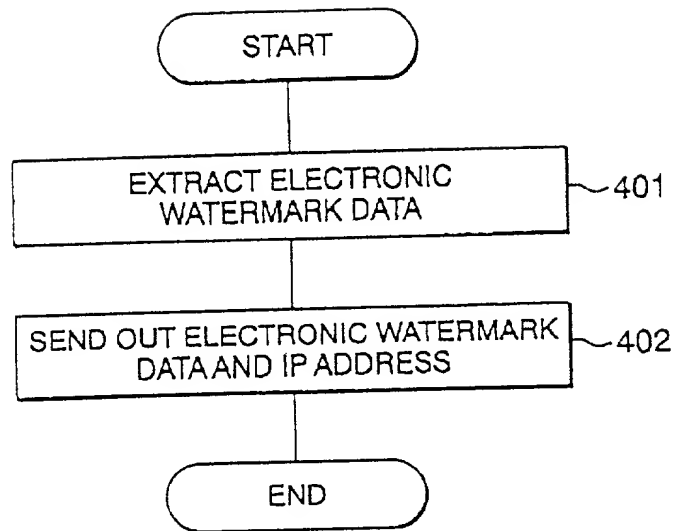 START
EXTRACT ELECTRONIC
WATERMARK DATA
401
SEND OUT ELECTRONIC WATERMARK
DATA AND IP ADDRESS
402
END